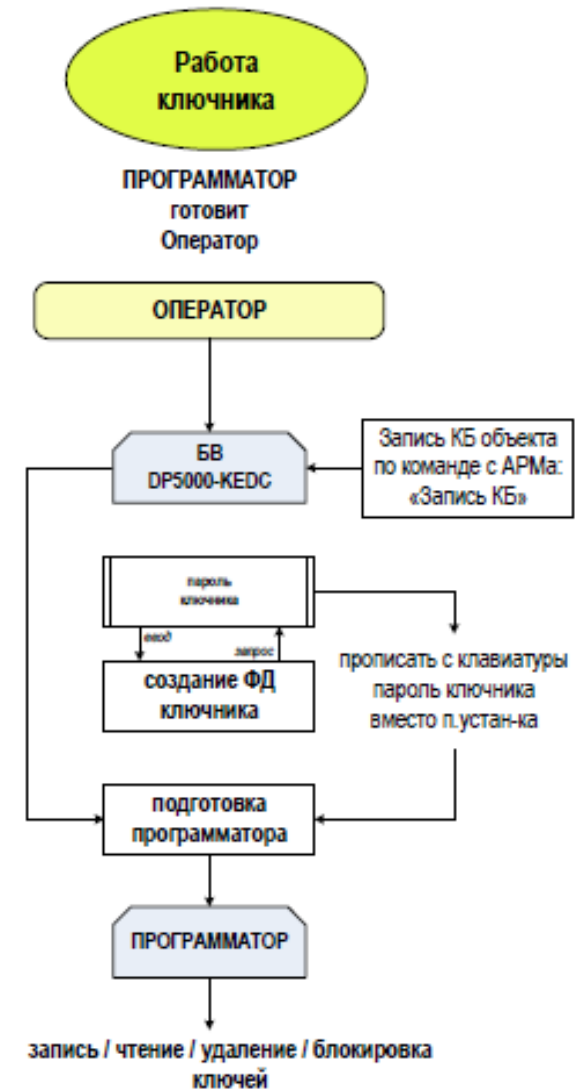 Работа
ключника
ПРОГРАММАТОР
готовит
Оператор
ОПЕРАТОР
БВ
DP5000-KEDC
Запись КБ объекта
по команде с АРМа:
«Запись КБ»
пароль
ключника
ввод
запрос
создание ФД
ключника
прописать с клавиатуры
пароль ключника
вместо п.устан-ка
подготовка
программатора
ПРОГРАММАТОР
запись / чтение / удаление / блокировка
ключей